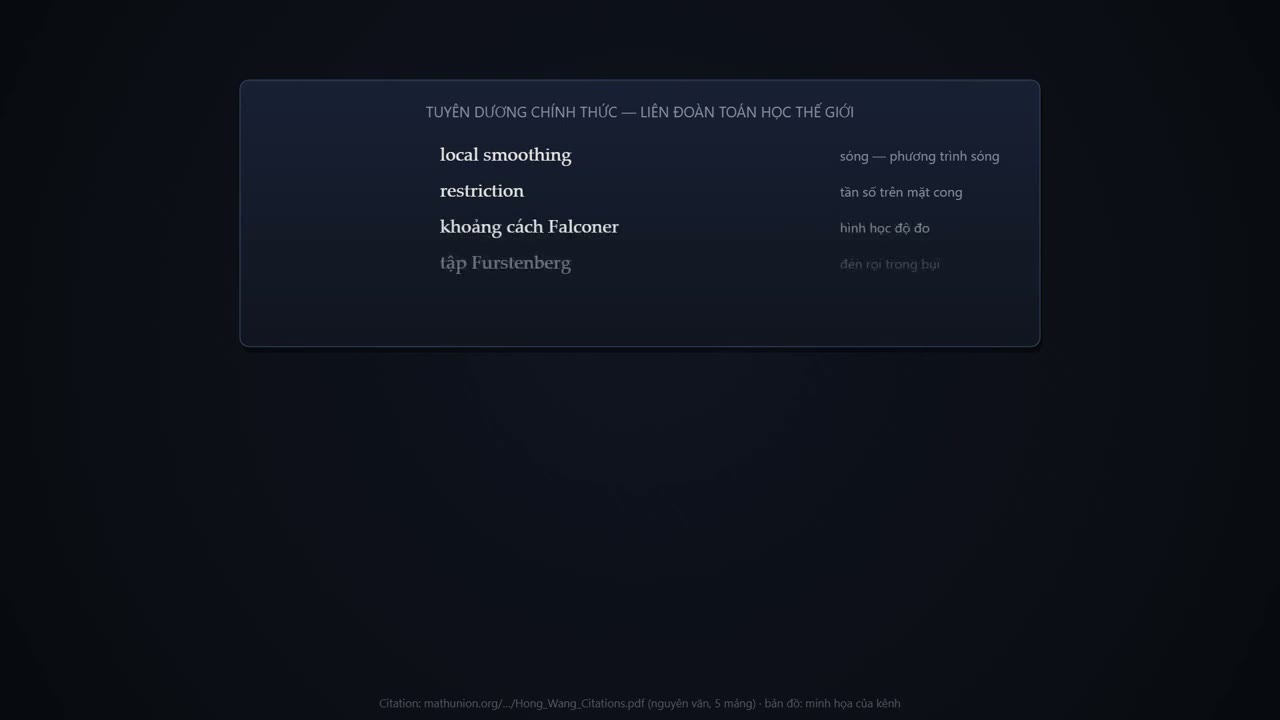 TUYÊN DƯƠNG CHÍNH THỨC — LIÊN ĐOÀN TOÁN HỌC THẾ GIỚI
local smoothing sóng — phương trình sóng
restriction tần số trên mặt cong
khoảng cách Falconer hình học độ đo
tập Furstenberg đèn rọi trong bụi
Citation: mathunion.org/.../Hong_Wang_Citations.pdf (nguyên văn, 5 mảng) · bản đồ: minh họa của kênh